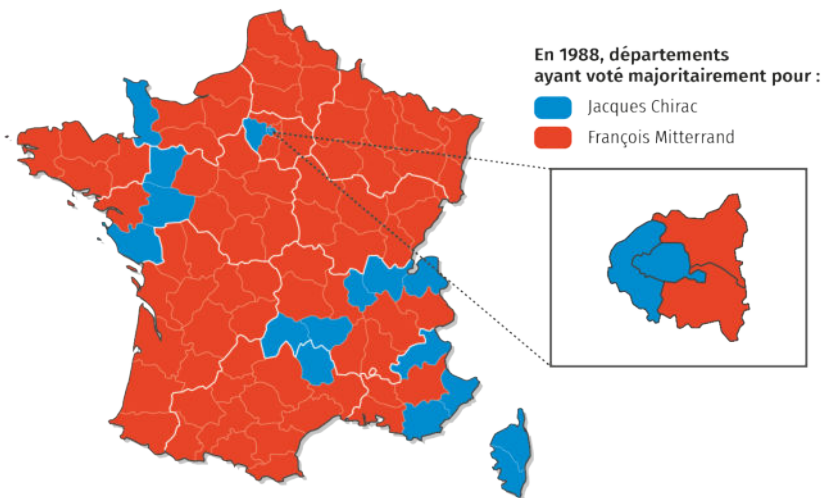 En 1988, départements
ayant voté majoritairement pour :
Jacques Chirac
François Mitterrand